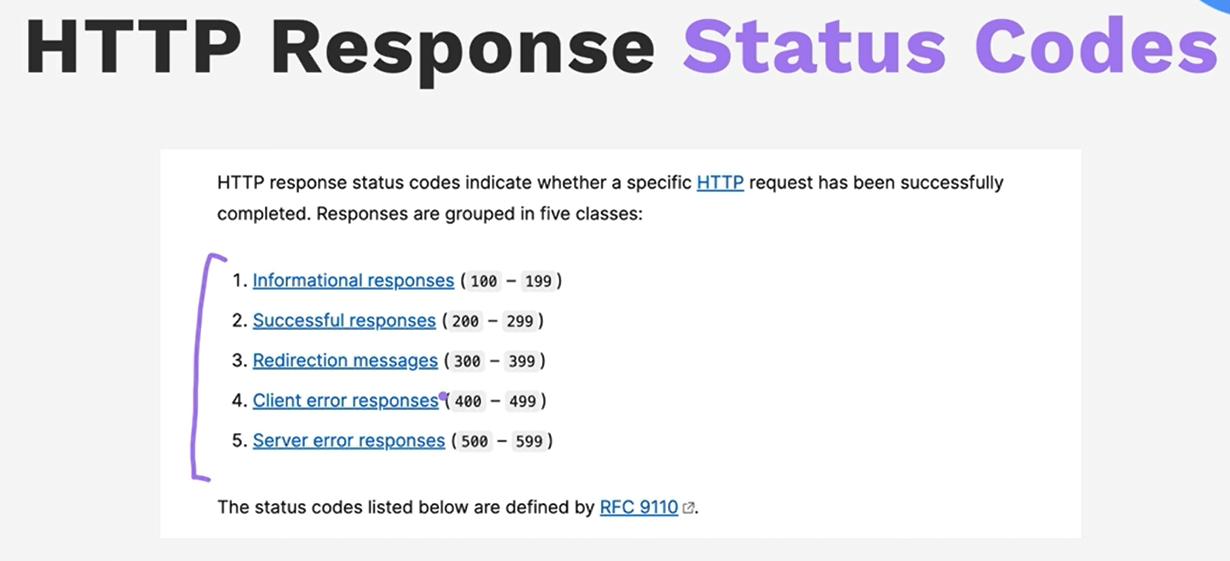 HTTP Response Status Codes
HTTP response status codes indicate whether a specific HTTP request has been successfully
completed. Responses are grouped in five classes:
1. Informational responses (100 – 199)
2. Successful responses (200 – 299)
3. Redirection messages (300 – 399)
4. Client error responses (400 – 499)
5. Server error responses (500 – 599)
The status codes listed below are defined by RFC 9110.